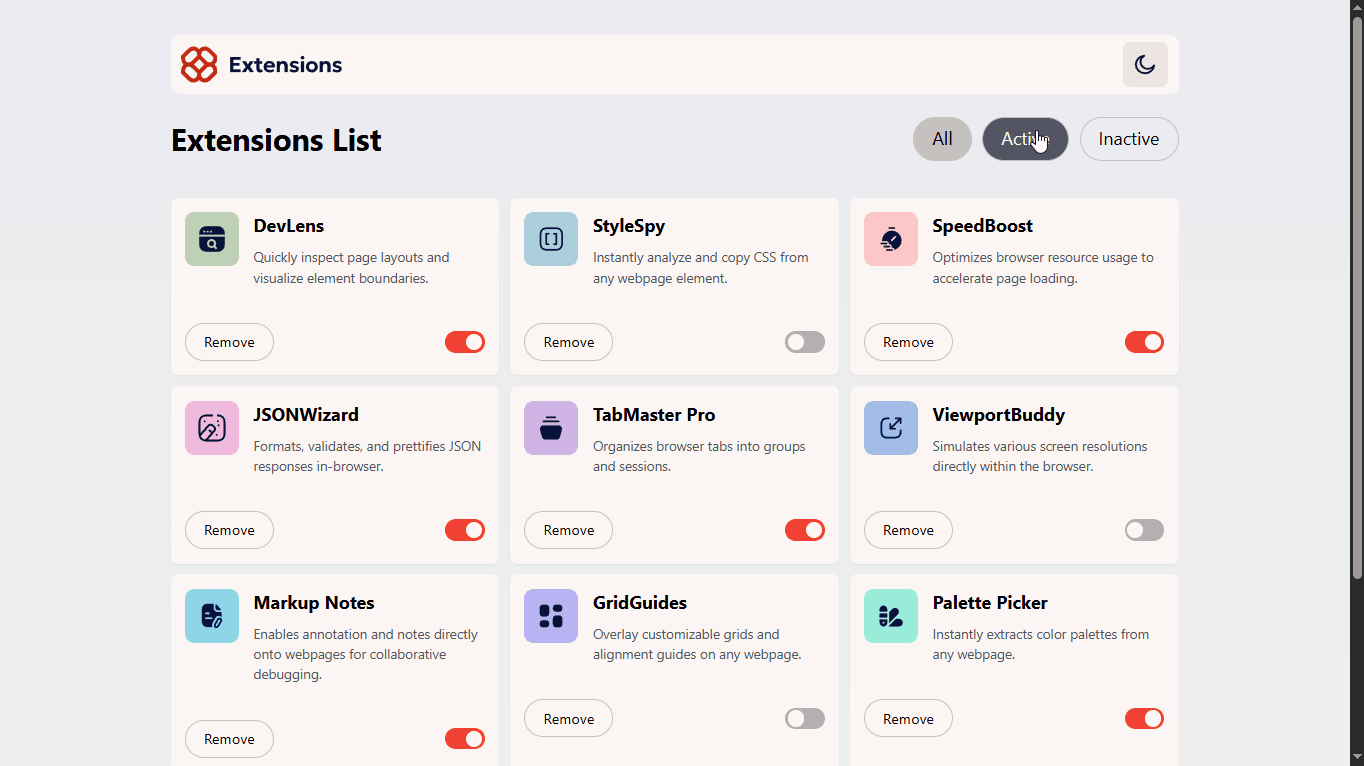 Extensions
Extensions List
All
Active
Inactive
DevLens
Quickly inspect page layouts and
visualize element boundaries.
Remove
StyleSpy
Instantly analyze and copy CSS from
any webpage element.
Remove
SpeedBoost
Optimizes browser resource usage to
accelerate page loading.
Remove
JSONWizard
Formats, validates, and prettifies JSON
responses in-browser.
Remove
TabMaster Pro
Organizes browser tabs into groups
and sessions.
Remove
ViewportBuddy
Simulates various screen resolutions
directly within the browser.
Remove
Markup Notes
Enables annotation and notes directly
onto webpages for collaborative
debugging.
Remove
GridGuides
Overlay customizable grids and
alignment guides on any webpage.
Remove
Palette Picker
Instantly extracts color palettes from
any webpage.
Remove